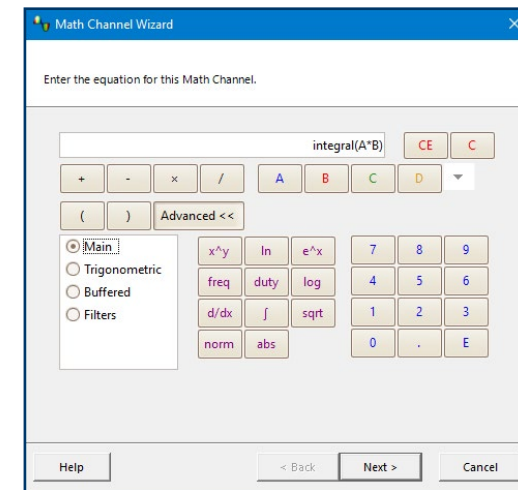 Math Channel Wizard
Enter the equation for this Math Channel.
integral(A*B) CE C
+ - × / A B C D
( ) Advanced <<
Main x^y ln e^x 7 8 9
Trigonometric freq duty log 4 5 6
Buffered d/dx ∫ sqrt 1 2 3
Filters norm abs 0 . E
Help < Back Next > Cancel